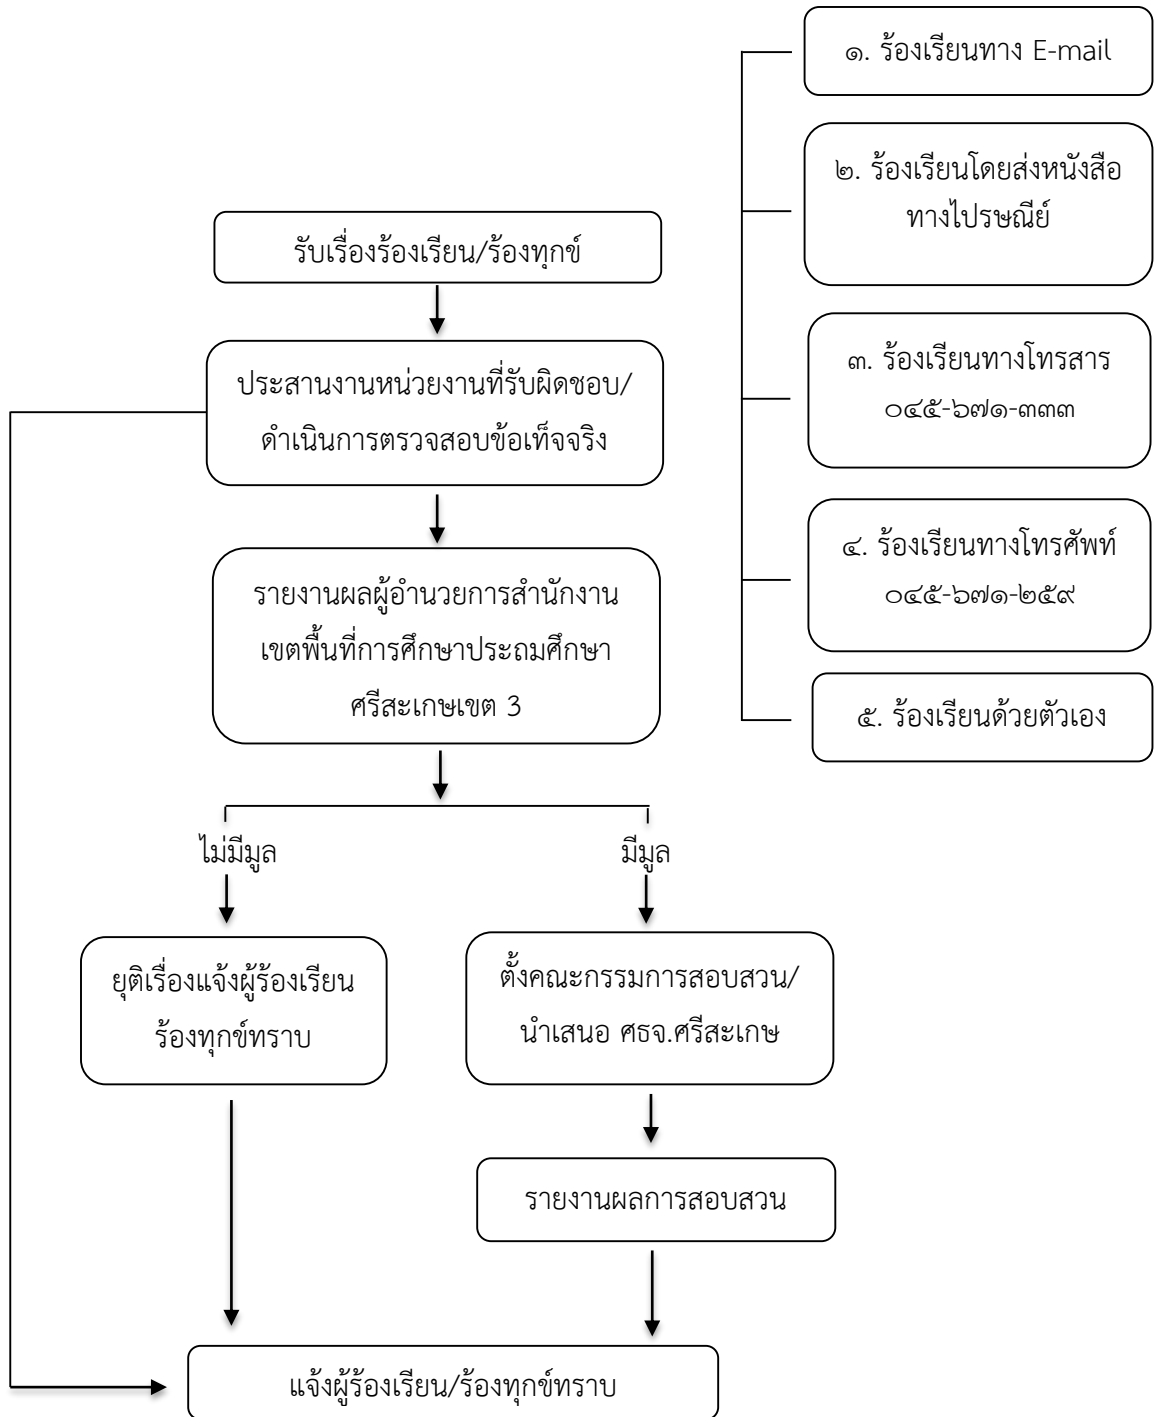 ๑. ร้องเรียนทาง E-mail
๒. ร้องเรียนโดยส่งหนังสือ
ทางไปรษณีย์
๓. ร้องเรียนทางโทรสาร
๐๔๕-๖๗๑-๓๓๓
๔. ร้องเรียนทางโทรศัพท์
๐๔๕-๖๗๑-๒๕๙
๕. ร้องเรียนด้วยตัวเอง
รับเรื่องร้องเรียน/ร้องทุกข์
ประสานงานหน่วยงานที่รับผิดชอบ/
ดำเนินการตรวจสอบข้อเท็จจริง
รายงานผลผู้อำนวยการสำนักงาน
เขตพื้นที่การศึกษาประถมศึกษา
ศรีสะเกษเขต 3
ไม่มีมูล
มีมูล
ยุติเรื่องแจ้งผู้ร้องเรียน
ร้องทุกข์ทราบ
ตั้งคณะกรรมการสอบสวน/
นำเสนอ ศธจ.ศรีสะเกษ
รายงานผลการสอบสวน
แจ้งผู้ร้องเรียน/ร้องทุกข์ทราบ